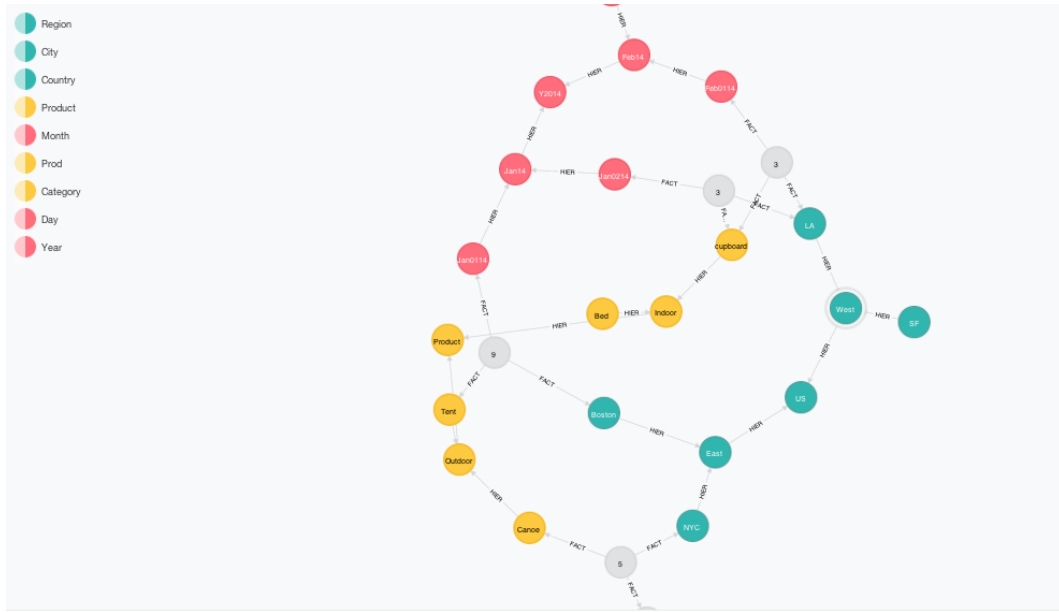 Region
City
Country
Product
Month
Prod
Category
Day
Year
HIER
Feb14
HIER
HIER
Y2014
Feb0114
HIER
FACT
3
Jan14
HIER
Jan0214
FACT
3
FACT
FACT
FACT
FA..
HIER
LA
cupboard
Jan0114
HIER
HIER
FACT
West
HIER
SF
Bed
HIER
Indoor
HIER
Product
9
HIER
FACT
FACT
US
Tent
Boston
HIER
HIER
East
Outdoor
HIER
HIER
Canoe
NYC
FACT
FACT
5
FACT